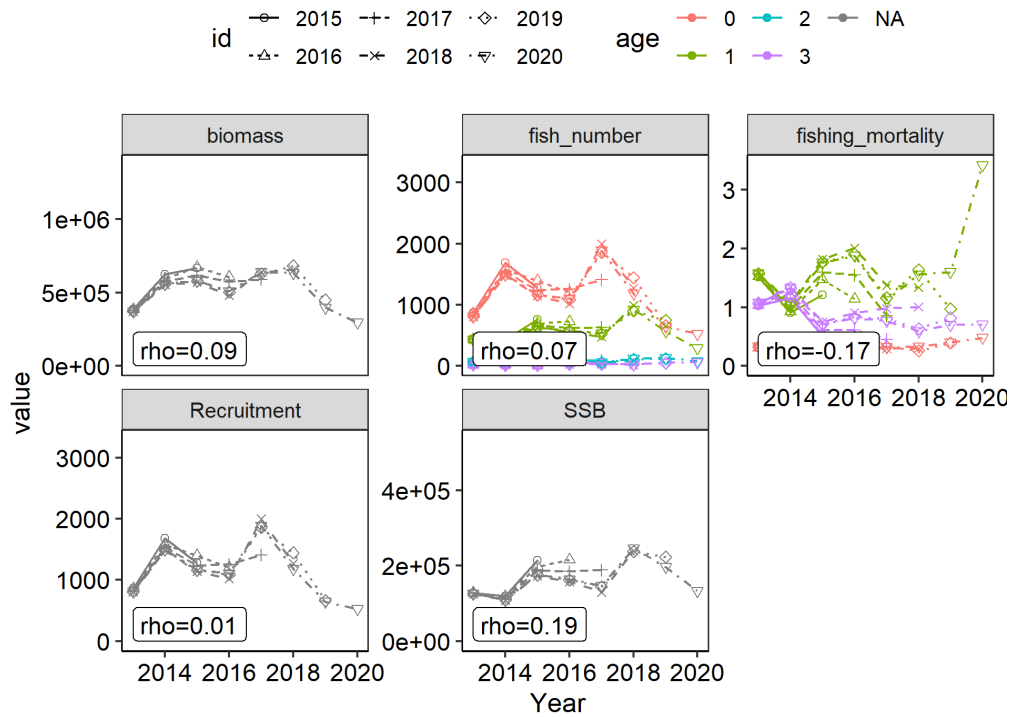 id 2015 2017 2019 age 0 2 NA
2016 2018 2020 1 3
biomass fish_number fishing_mortality
1e+06
5e+05
0e+00
rho=0.09
3000
2000
1000
0
rho=0.07
3
2
1
0
rho=-0.17
2014 2016 2018 2020
value
Recruitment SSB
3000
2000
1000
0
rho=0.01
4e+05
2e+05
0e+00
rho=0.19
2014 2016 2018 2020
2014 2016 2018 2020
Year